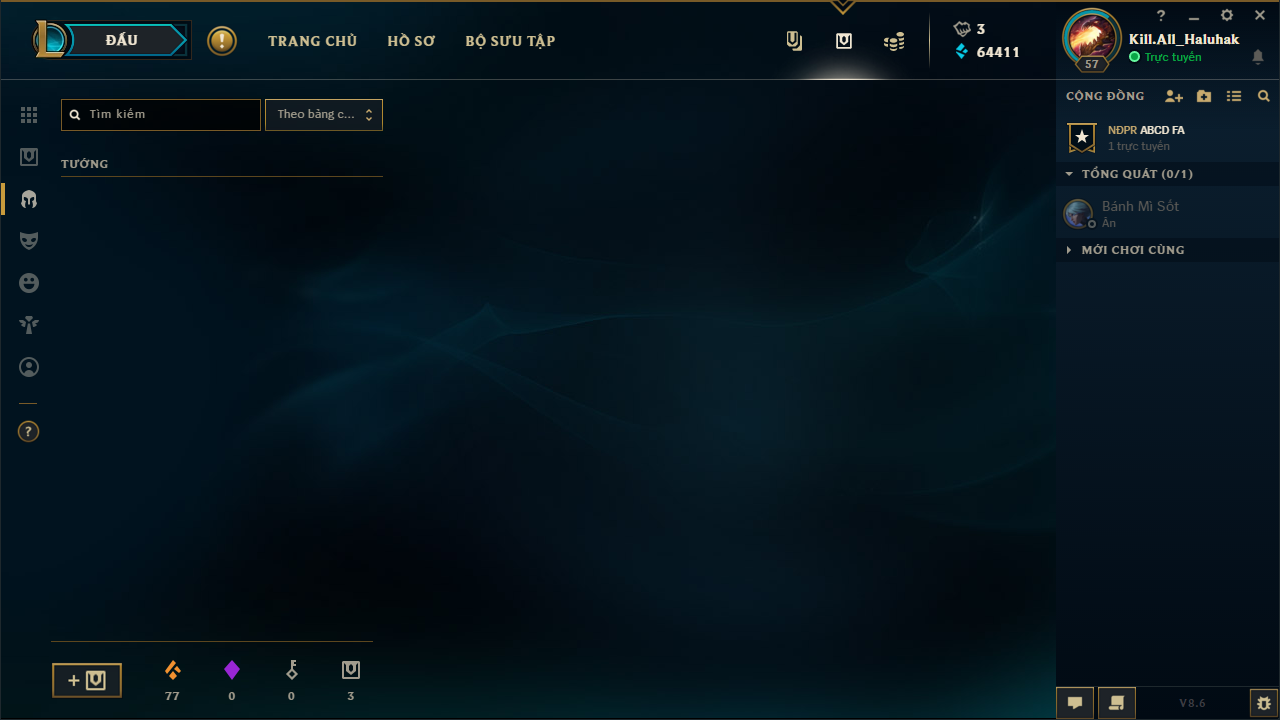 ĐẤU
TRANG CHỦ
HỒ SƠ
BỘ SƯU TẬP
3
64411
57
Kill.All_Haluhak
Trực tuyến
Tìm kiếm
Theo bảng c...
TƯỚNG
CỘNG ĐỒNG
NĐPR ABCD FA
1 trực tuyến
TỔNG QUÁT (0/1)
Bánh Mì Sốt
Ẩn
MỚI CHƠI CÙNG
77
0
0
3
V8.6